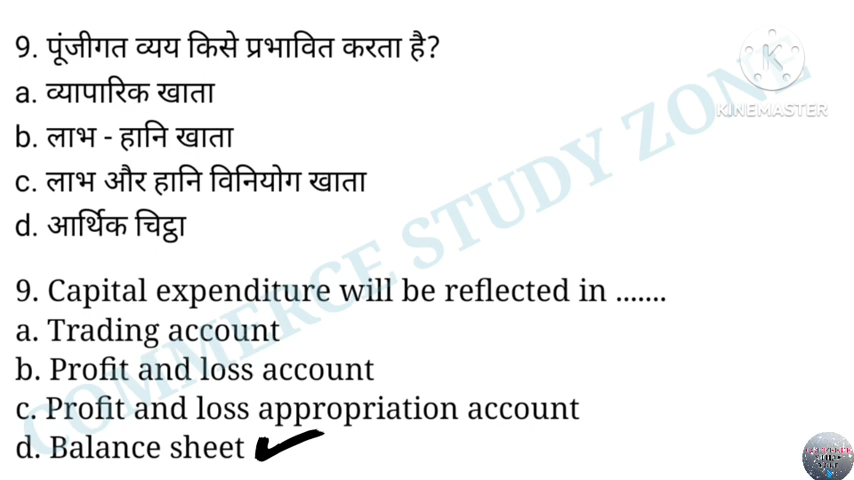 9. पूंजीगत व्यय किसे प्रभावित करता है?
a. व्यापारिक खाता
b. लाभ - हानि खाता
c. लाभ और हानि विनियोग खाता
d. आर्थिक चिट्ठा
9. Capital expenditure will be reflected in .......
a. Trading account
b. Profit and loss account
c. Profit and loss appropriation account
d. Balance sheet
COMMERCE STUDY ZONE
K
KINEMASTER